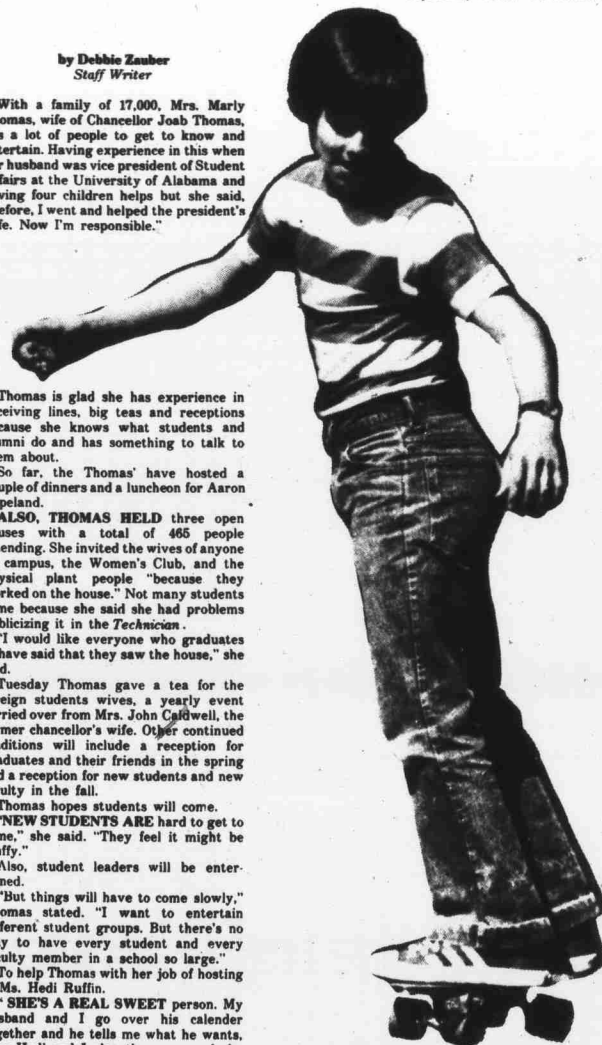 by Debbie Zauber
Staff Writer
With a family of 17,000, Mrs. Marly
omas, wife of Chancellor Joab Thomas,
s a lot of people to get to know and
tertain. Having experience in this when
r husband was vice president of Student
fairs at the University of Alabama and
ving four children helps but she said,
efore, I went and helped the president's
fe. Now I'm responsible."
Thomas is glad she has experience in
ceiving lines, big teas and receptions
cause she knows what students and
umni do and has something to talk to
em about.
So far, the Thomas' have hosted a
uple of dinners and a luncheon for Aaron
peland.
ALSO, THOMAS HELD three open
uses with a total of 465 people
ending. She invited the wives of anyone
campus, the Women's Club, and the
ysical plant people "because they
rked on the house." Not many students
me because she said she had problems
blicizing it in the Technician.
"I would like everyone who graduates
have said that they saw the house," she
d.
Tuesday Thomas gave a tea for the
reign students wives, a yearly event
rried over from Mrs. John Caldwell, the
rmer chancellor's wife. Other continued
ditions will include a reception for
aduates and their friends in the spring
d a reception for new students and new
ulty in the fall.
Thomas hopes students will come.
"NEW STUDENTS ARE hard to get to
me," she said. "They feel it might be
ffy."
Also, student leaders will be enter-
ned.
"But things will have to come slowly,"
omas stated. "I want to entertain
fferent student groups. But there's no
y to have every student and every
ulty member in a school so large."
To help Thomas with her job of hosting
Ms. Hedi Ruffin.
"SHE'S A REAL SWEET person. My
sband and I go over his calender
gether and he tells me what he wants,